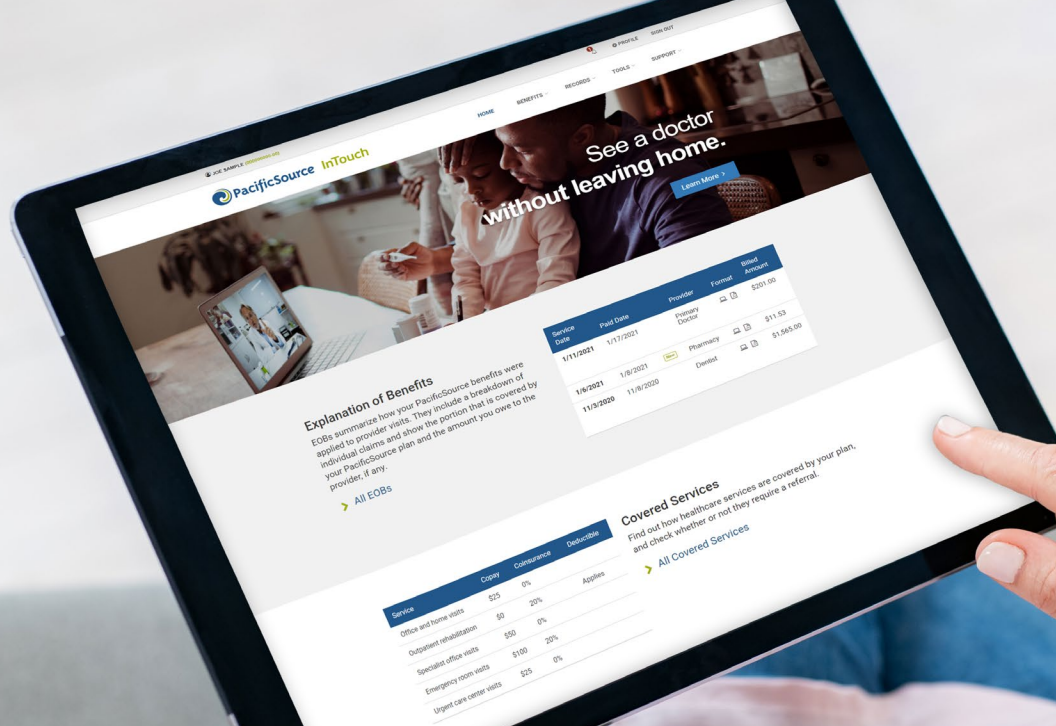 PROFILE SIGN OUT
JOE SAMPLE
PacificSource InTouch
HOME BENEFITS RECORDS TOOLS SUPPORT
See a doctor
without leaving home.
Learn More >
Explanation of Benefits
EOBs summarize how your PacificSource benefits were
applied to provider visits. They include a breakdown of
individual claims and show the portion that is covered by
your PacificSource plan and the amount you owe to the
provider, if any.
All EOBs
Service Date Paid Date Provider Format Billed Amount
1/11/2021 1/17/2021 Primary Doctor $201.00
1/6/2021 1/8/2021 New Pharmacy $11.53
11/3/2020 11/8/2020 Dentist $1,565.00
Service Copay Coinsurance Deductible
Office and home visits $25 0%
Outpatient rehabilitation $0 20% Applies
Specialist office visits $50 0%
Emergency room visits $100 20%
Urgent care center visits $25 0%
Covered Services
Find out how healthcare services are covered by your plan,
and check whether or not they require a referral.
All Covered Services